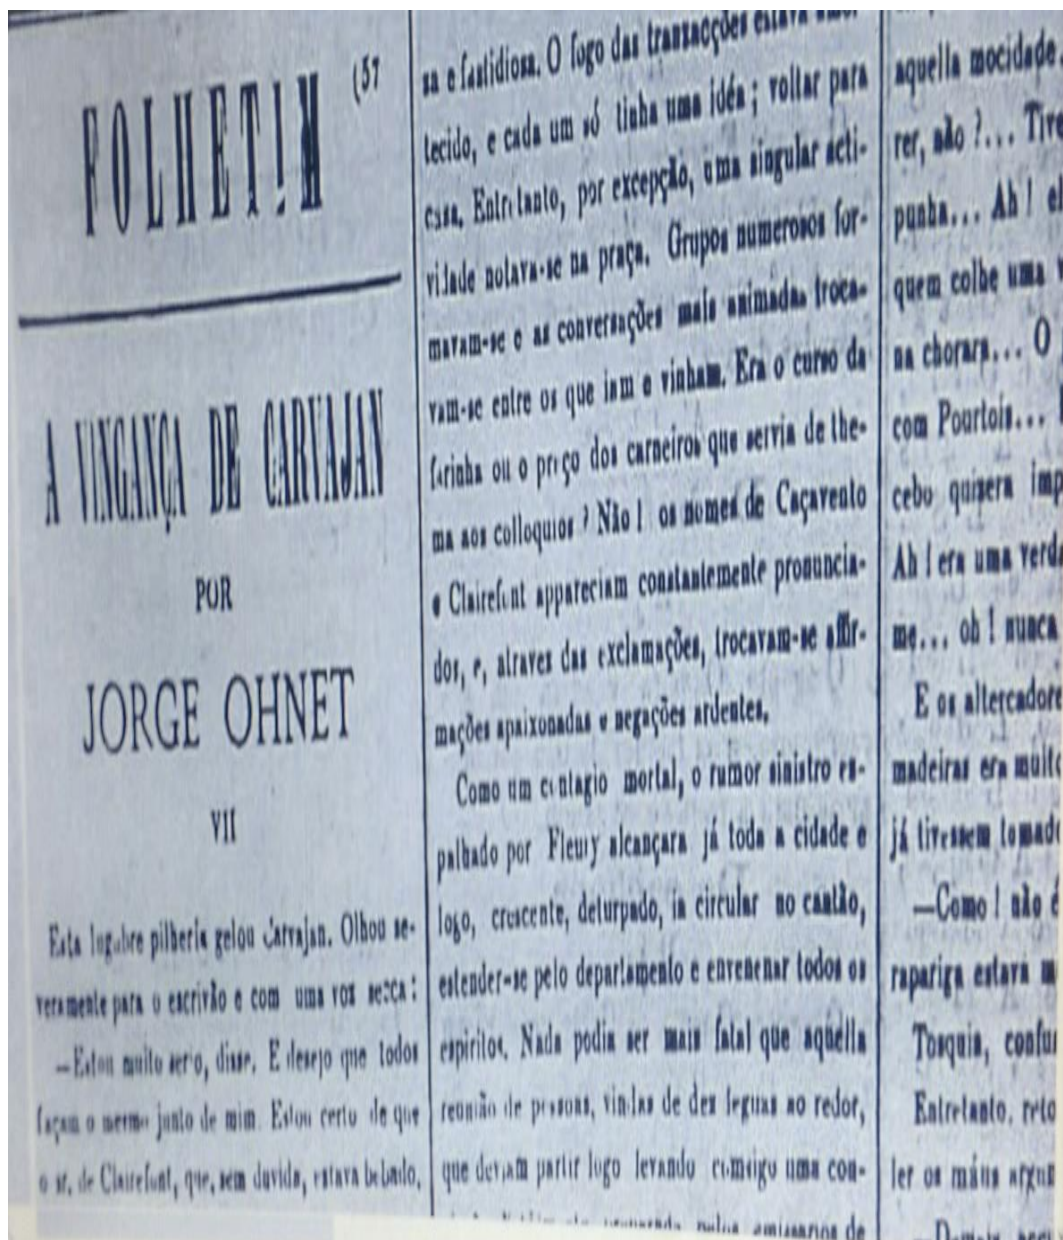 FOLHETIM
(57
A VINGANÇA DE CARVAJAN
POR
JORGE OHNET
VII
Esta lugubre pilheria gelou Carvajan. Olhou se-
veramente para o escrivão e com uma voz secca:
—Estou muito serio, disse. E desejo que todos
façam o mesmo junto de mim. Estou certo de que
o sr. de Clairefont, que, sem duvida, estava bebado,
sa e fastidiosa. O fogo das transacções estava
tecido, e cada um só tinha uma idéa; voltar para
casa. Entretanto, por excepção, uma singular acti-
vidade notava-se na praça. Grupos numerosos for-
mavam-se e as conversações mais animadas troca-
vam-se entre os que iam e vinham. Era o curso da
farinha ou o preço dos carneiros que servia de the-
ma aos colloquios? Não! os nomes de Caçavento
e Clairefont appareciam constantemente pronuncia-
dos, e, atraves das exclamações, trocavam-se affir-
mações apaixonadas e negações ardentes.
Como um contagio mortal, o rumor sinistro es-
palhado por Fleury alcançara já toda a cidade e
logo, crescente, deturpado, ia circular no cantão,
estender-se pelo departamento e envenenar todos os
espiritos. Nada podia ser mais fatal que aquella
reunião de pessoas, vindas de dez leguas ao redor,
que deviam partir logo levando comsigo uma con-
pelos emissarios de
aquella mocidade,
rer, não?... Tive
punha... Ah! el
quem colhe uma
na chorara... O
com Pourtois...
cebo quisera imp
Ah! era uma verda
me... oh! nunca
E os altercadore
madeiras era muito
já tivessem tomad
—Como! não é
rapariga estava m
Tosquia, confu
Entretanto, reto
ler os máus argu